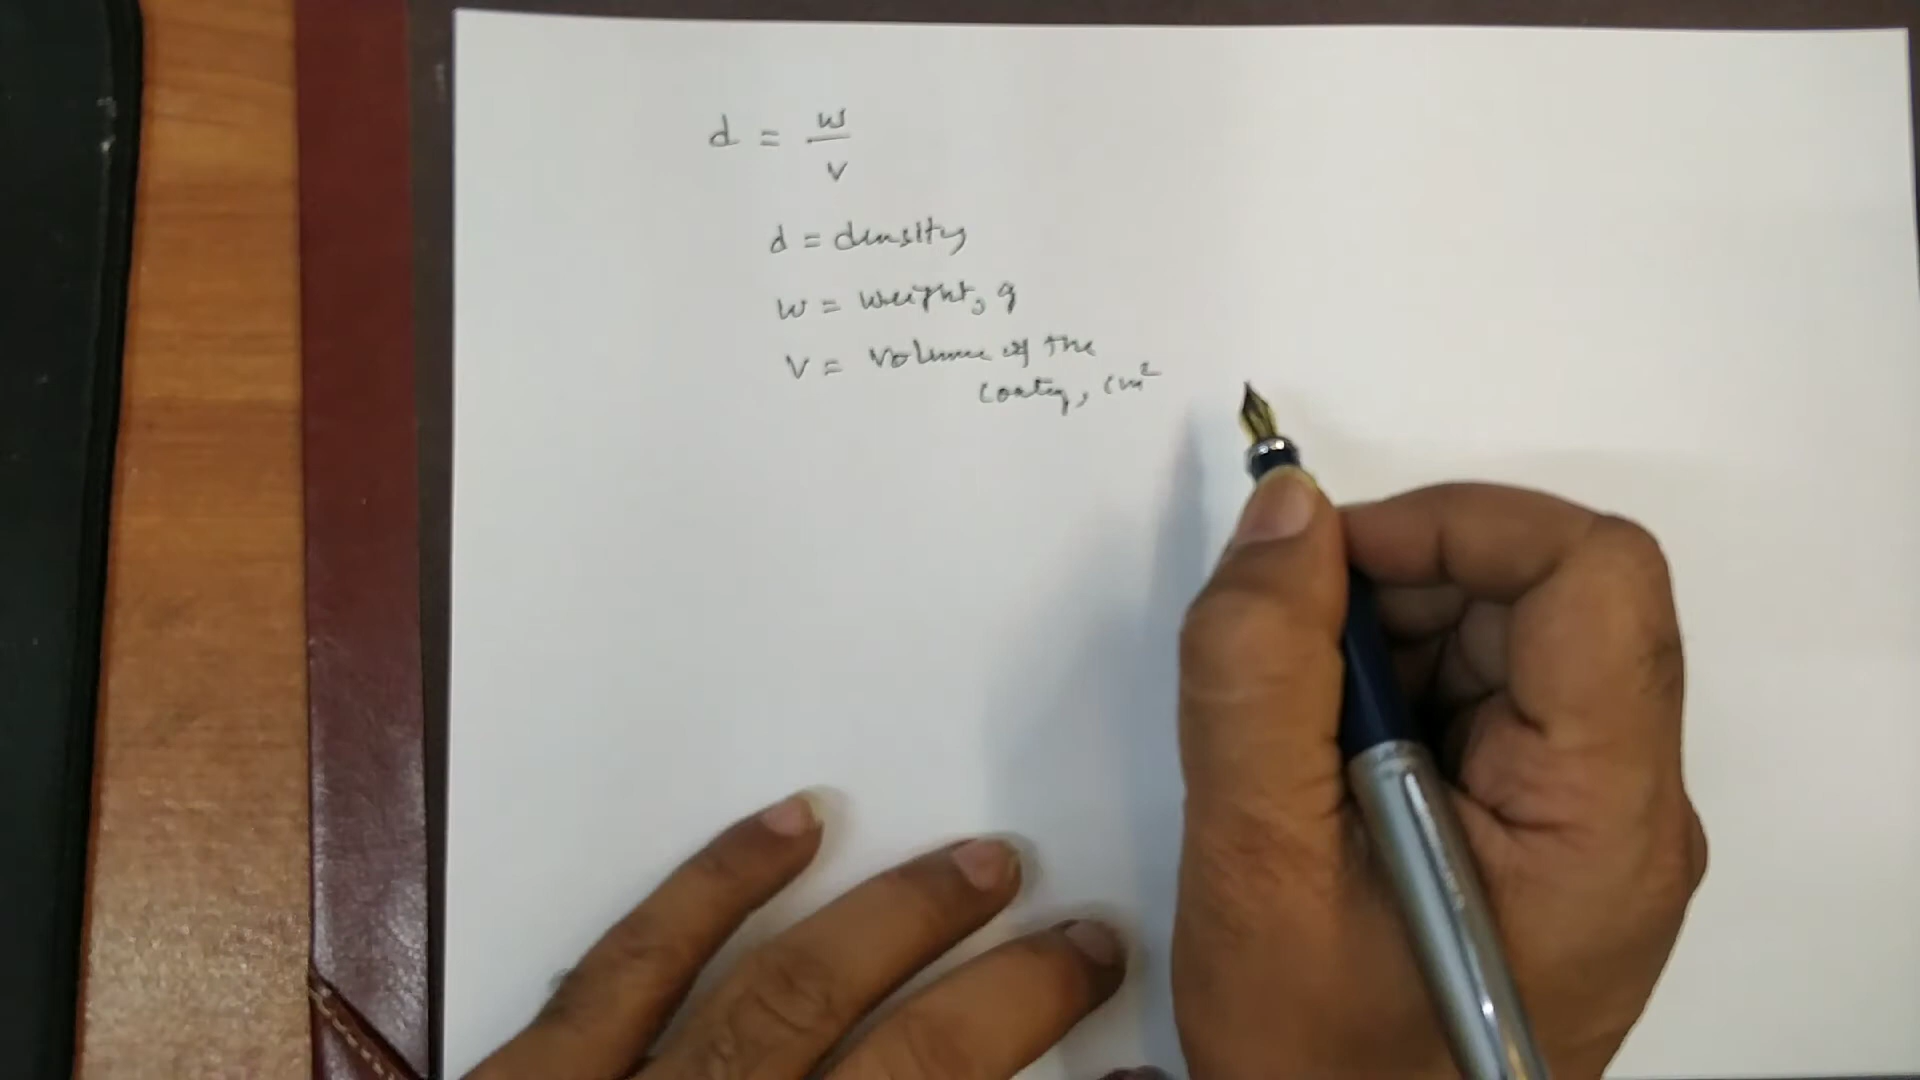 d = w/v
d = density
w = weight, g
v = volume of the
coating, cm²